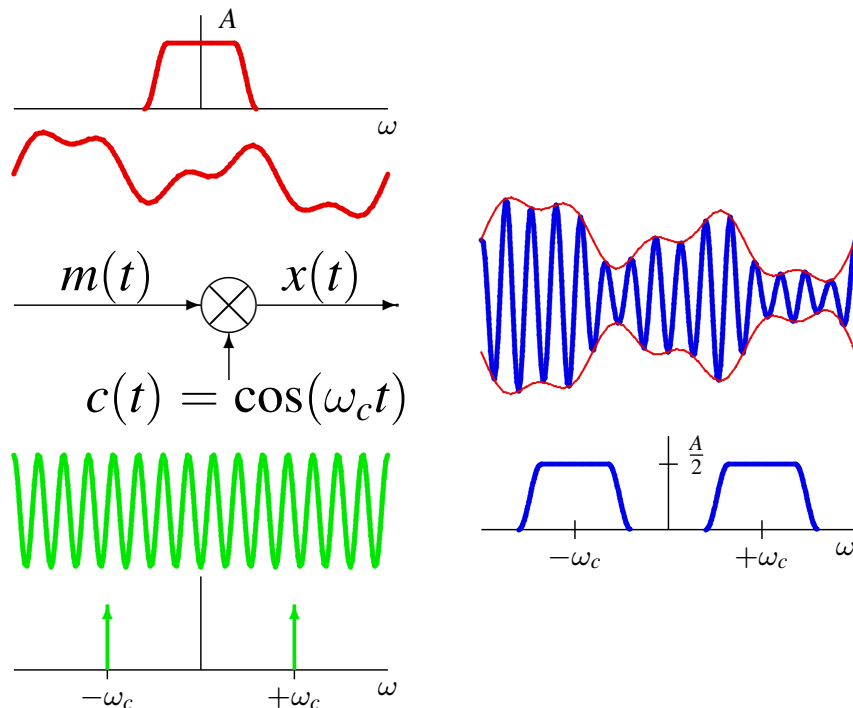 A
ω
m(t)
x(t)
c(t) = cos(ω_c t)
−ω_c
+ω_c
ω
A/2
−ω_c
+ω_c
ω